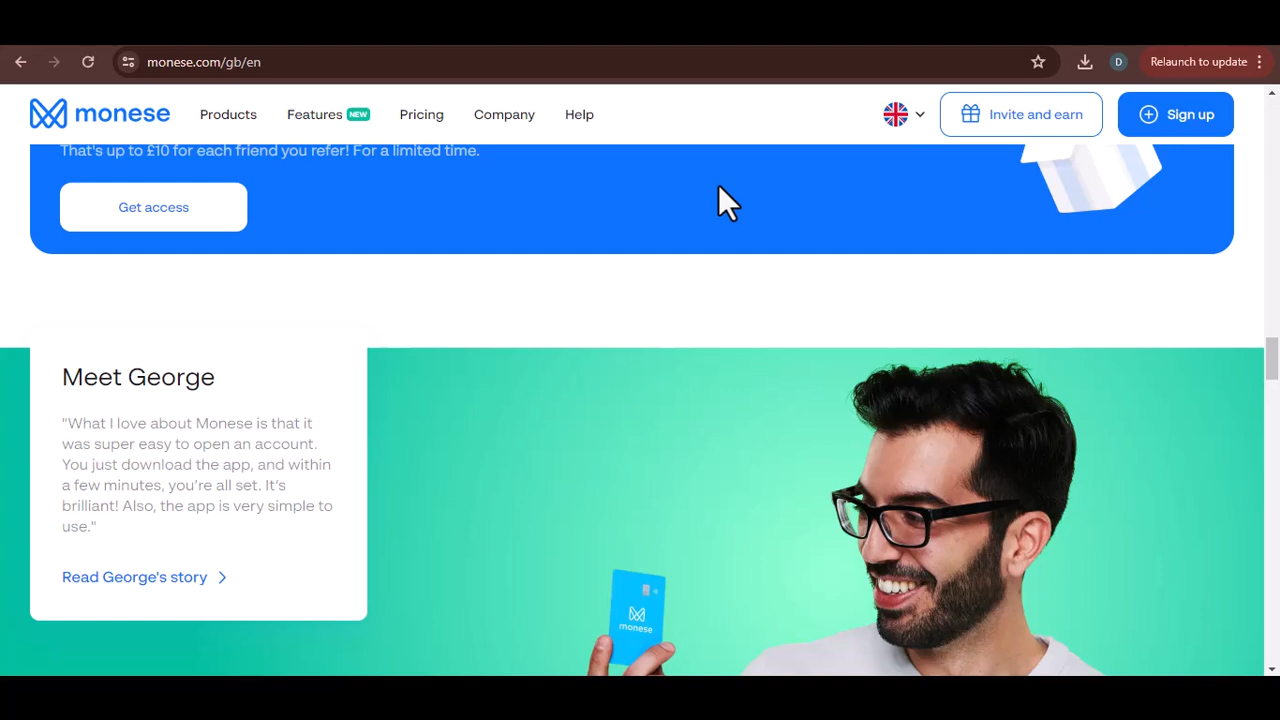 monese.com/gb/en
D
Relaunch to update
monese
Products
Features NEW
Pricing
Company
Help
Invite and earn
Sign up
That's up to £10 for each friend you refer! For a limited time.
Get access
Meet George
"What I love about Monese is that it
was super easy to open an account.
You just download the app, and within
a few minutes, you're all set. It's
brilliant! Also, the app is very simple to
use."
Read George's story
monese